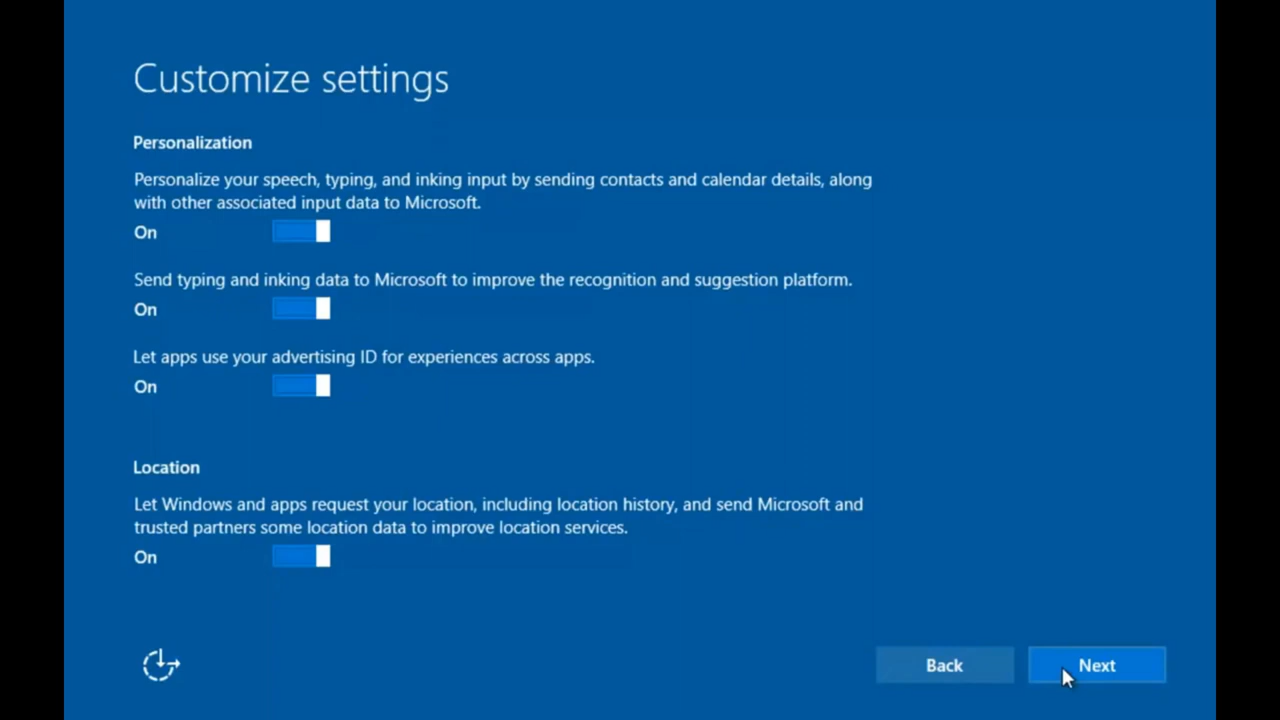 Customize settings
Personalization
Personalize your speech, typing, and inking input by sending contacts and calendar details, along
with other associated input data to Microsoft.
On
Send typing and inking data to Microsoft to improve the recognition and suggestion platform.
On
Let apps use your advertising ID for experiences across apps.
On
Location
Let Windows and apps request your location, including location history, and send Microsoft and
trusted partners some location data to improve location services.
On
Back
Next